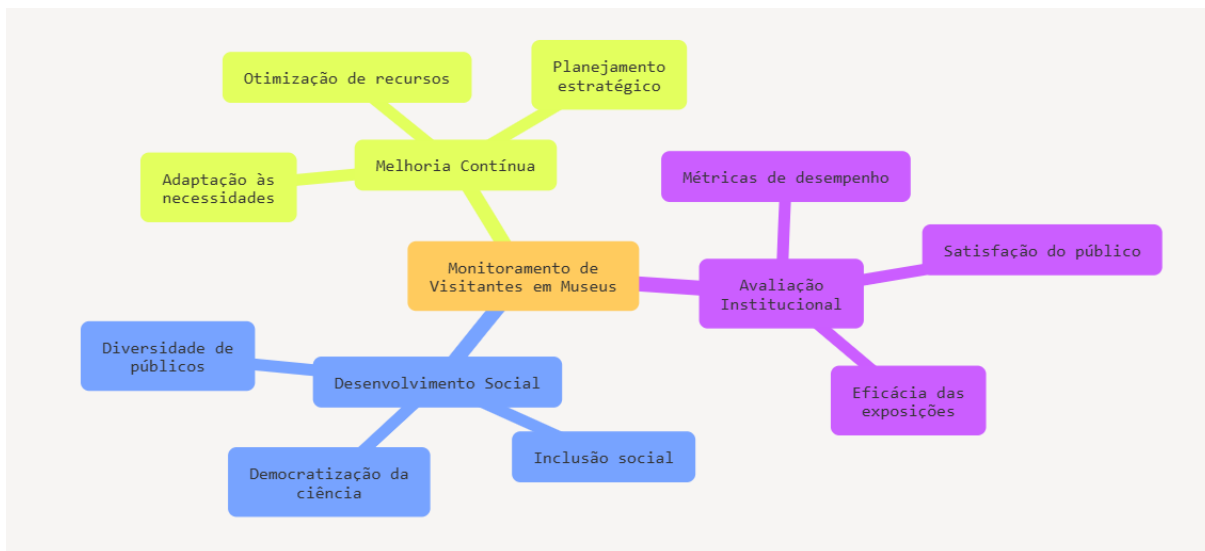 Otimização de recursos
Planejamento
estratégico
Melhoria Contínua
Adaptação às
necessidades
Métricas de desempenho
Satisfação do público
Monitoramento de
Visitantes em Museus
Avaliação
Institucional
Diversidade de
públicos
Desenvolvimento Social
Eficácia das
exposições
Democratização da
ciência
Inclusão social